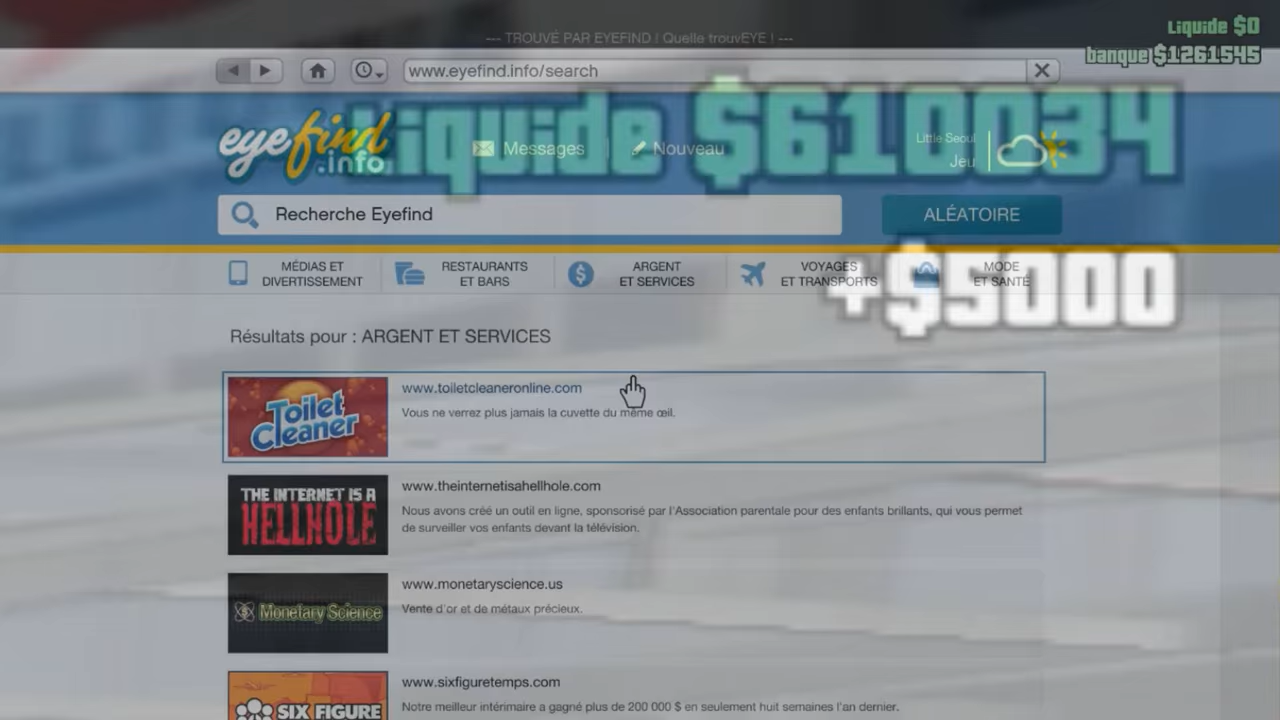 Liquide $0
banque $1261545
--- TROUVÉ PAR EYEFIND ! Quelle trouvEYE ! ---
www.eyefind.info/search
Liquide $610034
eyefind
.info
Messages
Nouveau
Little Seoul
Jeu
Recherche Eyefind
ALÉATOIRE
+$5000
MÉDIAS ET
DIVERTISSEMENT
RESTAURANTS
ET BARS
ARGENT
ET SERVICES
VOYAGES
ET TRANSPORTS
MODE
ET SANTÉ
Résultats pour : ARGENT ET SERVICES
Toilet
Cleaner
www.toiletcleaneronline.com
Vous ne verrez plus jamais la cuvette du même œil.
THE INTERNET IS A
HELLHOLE
www.theinternetisahellhole.com
Nous avons créé un outil en ligne, sponsorisé par l'Association parentale pour des enfants brillants, qui vous permet
de surveiller vos enfants devant la télévision.
Monetary Science
www.monetaryscience.us
Vente d'or et de métaux précieux.
SIX FIGURE
www.sixfiguretemps.com
Notre meilleur intérimaire a gagné plus de 200 000 $ en seulement huit semaines l'an dernier.